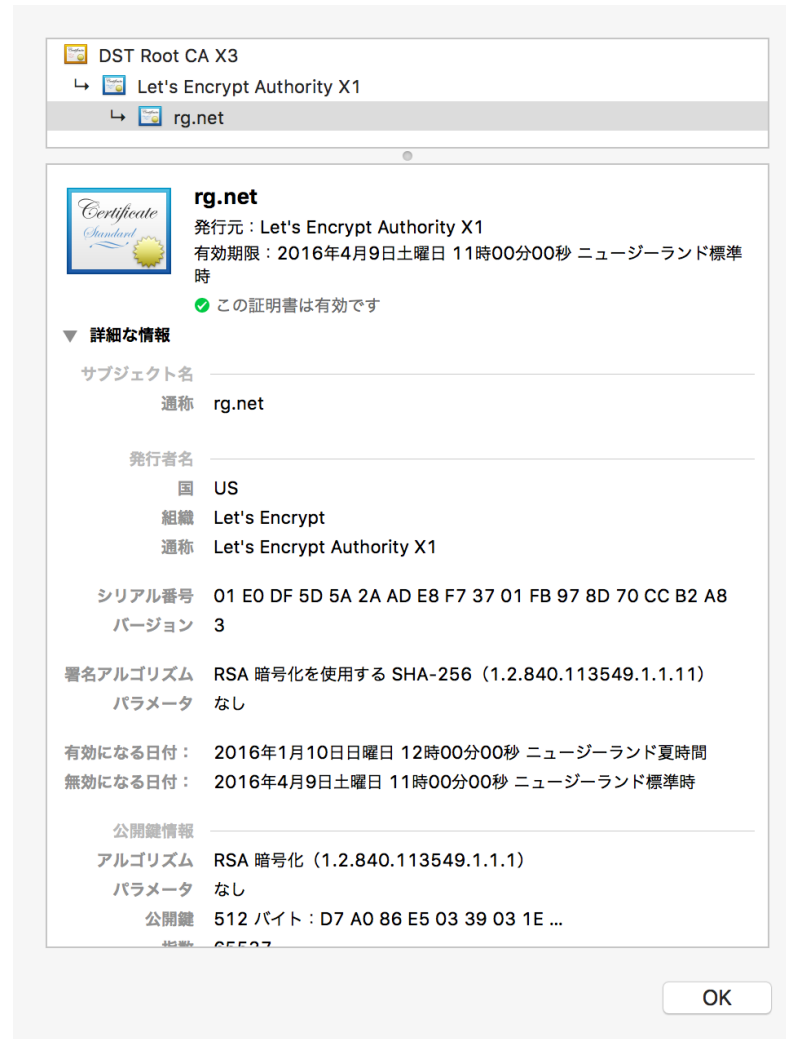 DST Root CA X3
Let's Encrypt Authority X1
rg.net
Certificate
Standard
rg.net
発行元：Let's Encrypt Authority X1
有効期限：2016年4月9日土曜日 11時00分00秒 ニュージーランド標準
時
この証明書は有効です
詳細な情報
サブジェクト名
通称 rg.net
発行者名
国 US
組織 Let's Encrypt
通称 Let's Encrypt Authority X1
シリアル番号 01 E0 DF 5D 5A 2A AD E8 F7 37 01 FB 97 8D 70 CC B2 A8
バージョン 3
署名アルゴリズム RSA 暗号化を使用する SHA-256（1.2.840.113549.1.1.11）
パラメータ なし
有効になる日付： 2016年1月10日日曜日 12時00分00秒 ニュージーランド夏時間
無効になる日付： 2016年4月9日土曜日 11時00分00秒 ニュージーランド標準時
公開鍵情報
アルゴリズム RSA 暗号化（1.2.840.113549.1.1.1）
パラメータ なし
公開鍵 512 バイト：D7 A0 86 E5 03 39 03 1E ...
指数 65537
OK